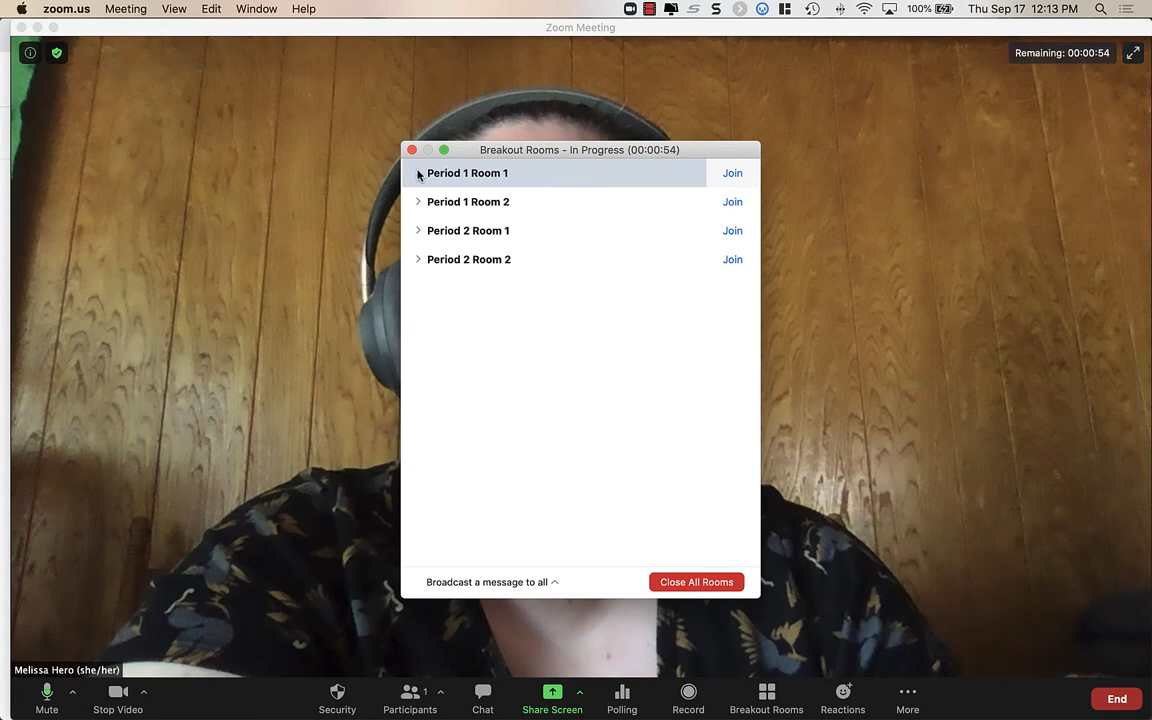 zoom.us Meeting View Edit Window Help 100% Thu Sep 17 12:13 PM
Zoom Meeting
Remaining: 00:00:54
Breakout Rooms - In Progress (00:00:54)
Period 1 Room 1 Join
Period 1 Room 2 Join
Period 2 Room 1 Join
Period 2 Room 2 Join
Broadcast a message to all Close All Rooms
Melissa Hero (she/her)
Mute Stop Video Security Participants 1 Chat Share Screen Polling Record Breakout Rooms Reactions More End